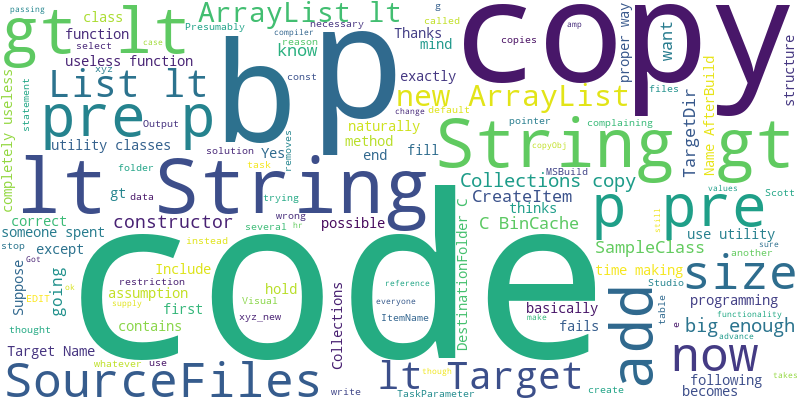 gt lt
ArrayList lt
passing
g called
necessary
copy
class
Presumably
compiler
Thanks
proper way
amp
case
function
select
reason
know
mind
copies
want
structure
useless function
xyz
const
exactly
List lt
bp
new ArrayList
files
statement
pre p
Output
change
default
completely useless
utility classes
solution
Yes
naturally
method
pointer
complaining
TargetDir
Name AfterBuild
task
end
fill
copyObj
String gt
folder
removes
MSBuild
gt
data
trying
lt String
Collections copy
values
Scott
thinks
CreateItem
still
p pre
correct
constructor
several
hr
wrong
possible
C BinCache
someone spent
use utility
stop
except
Got
instead
DestinationFolder C
SampleClass
another
sure
Suppose
going
Include
restriction
code
reference
everyone
basically
time making
Studio
size
EDIT
ok
assumption
Visual
hold
Collections
supply
first
xyz_new
ItemName
make
fails
add
table
e
programming
thought
contains
big enough
functionality
advance
Target Name
whatever
use
write
though
create
now
following
becomes
takes
SourceFiles
lt Target
TaskParameter